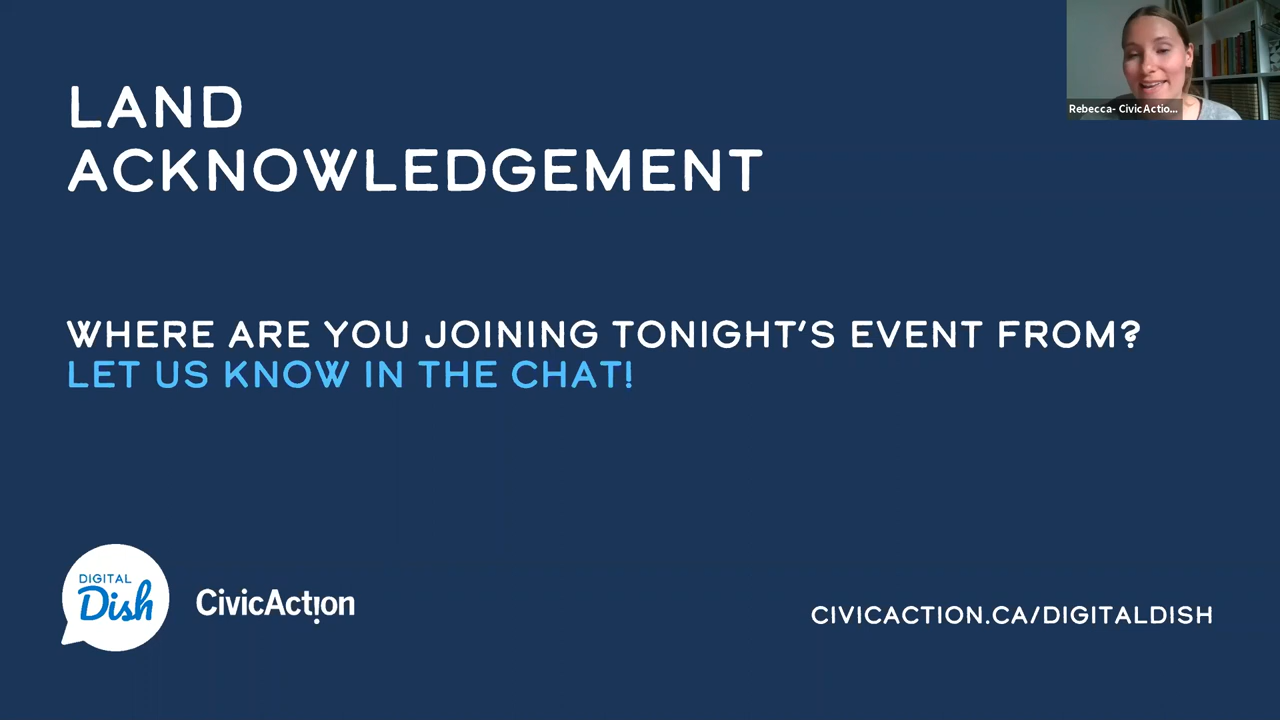 LAND
ACKNOWLEDGEMENT
Rebecca- CivicActio...
WHERE ARE YOU JOINING TONIGHT'S EVENT FROM?
LET US KNOW IN THE CHAT!
DIGITAL
Dish
CivicAction
CIVICACTION.CA/DIGITALDISH